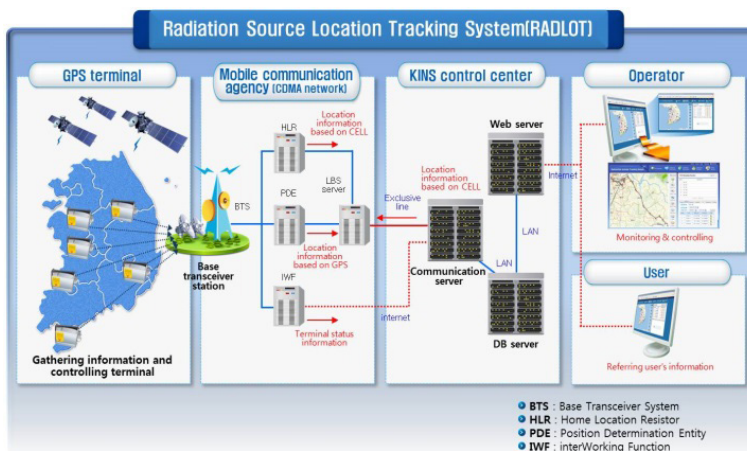 Radiation Source Location Tracking System(RADLOT)
GPS terminal
Gathering information and
controlling terminal
Mobile communication
agency (CDMA network)
BTS
Base
transceiver
station
HLR
Location
information
based on CELL
LBS
server
PDE
Location
information
based on GPS
IWF
Terminal status
information
KINS control center
Web server
Location
information
based on CELL
Exclusive
line
Communication
server
LAN
LAN
internet
DB server
Operator
Internet
Monitoring & controlling
User
Referring user's information
BTS : Base Transceiver System
HLR : Home Location Resistor
PDE : Position Determination Entity
IWF : interWorking Function